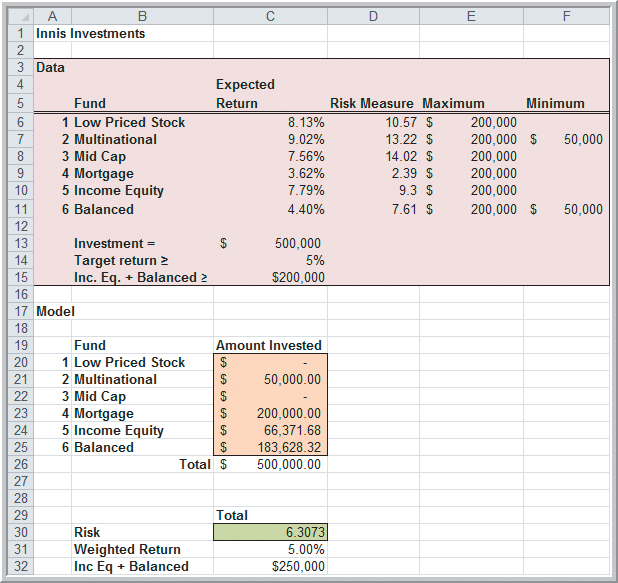 A B C D E F
1 Innis Investments
2
3 Data
4 Expected
5 Fund Return Risk Measure Maximum Minimum
6 1 Low Priced Stock 8.13% 10.57 $ 200,000
7 2 Multinational 9.02% 13.22 $ 200,000 $ 50,000
8 3 Mid Cap 7.56% 14.02 $ 200,000
9 4 Mortgage 3.62% 2.39 $ 200,000
10 5 Income Equity 7.79% 9.3 $ 200,000
11 6 Balanced 4.40% 7.61 $ 200,000 $ 50,000
12
13 Investment = $ 500,000
14 Target return ≥ 5%
15 Inc. Eq. + Balanced ≥ $200,000
16
17 Model
18
19 Fund Amount Invested
20 1 Low Priced Stock $ -
21 2 Multinational $ 50,000.00
22 3 Mid Cap $ -
23 4 Mortgage $ 200,000.00
24 5 Income Equity $ 66,371.68
25 6 Balanced $ 183,628.32
26 Total $ 500,000.00
27
28
29 Total
30 Risk 6.3073
31 Weighted Return 5.00%
32 Inc Eq + Balanced $250,000